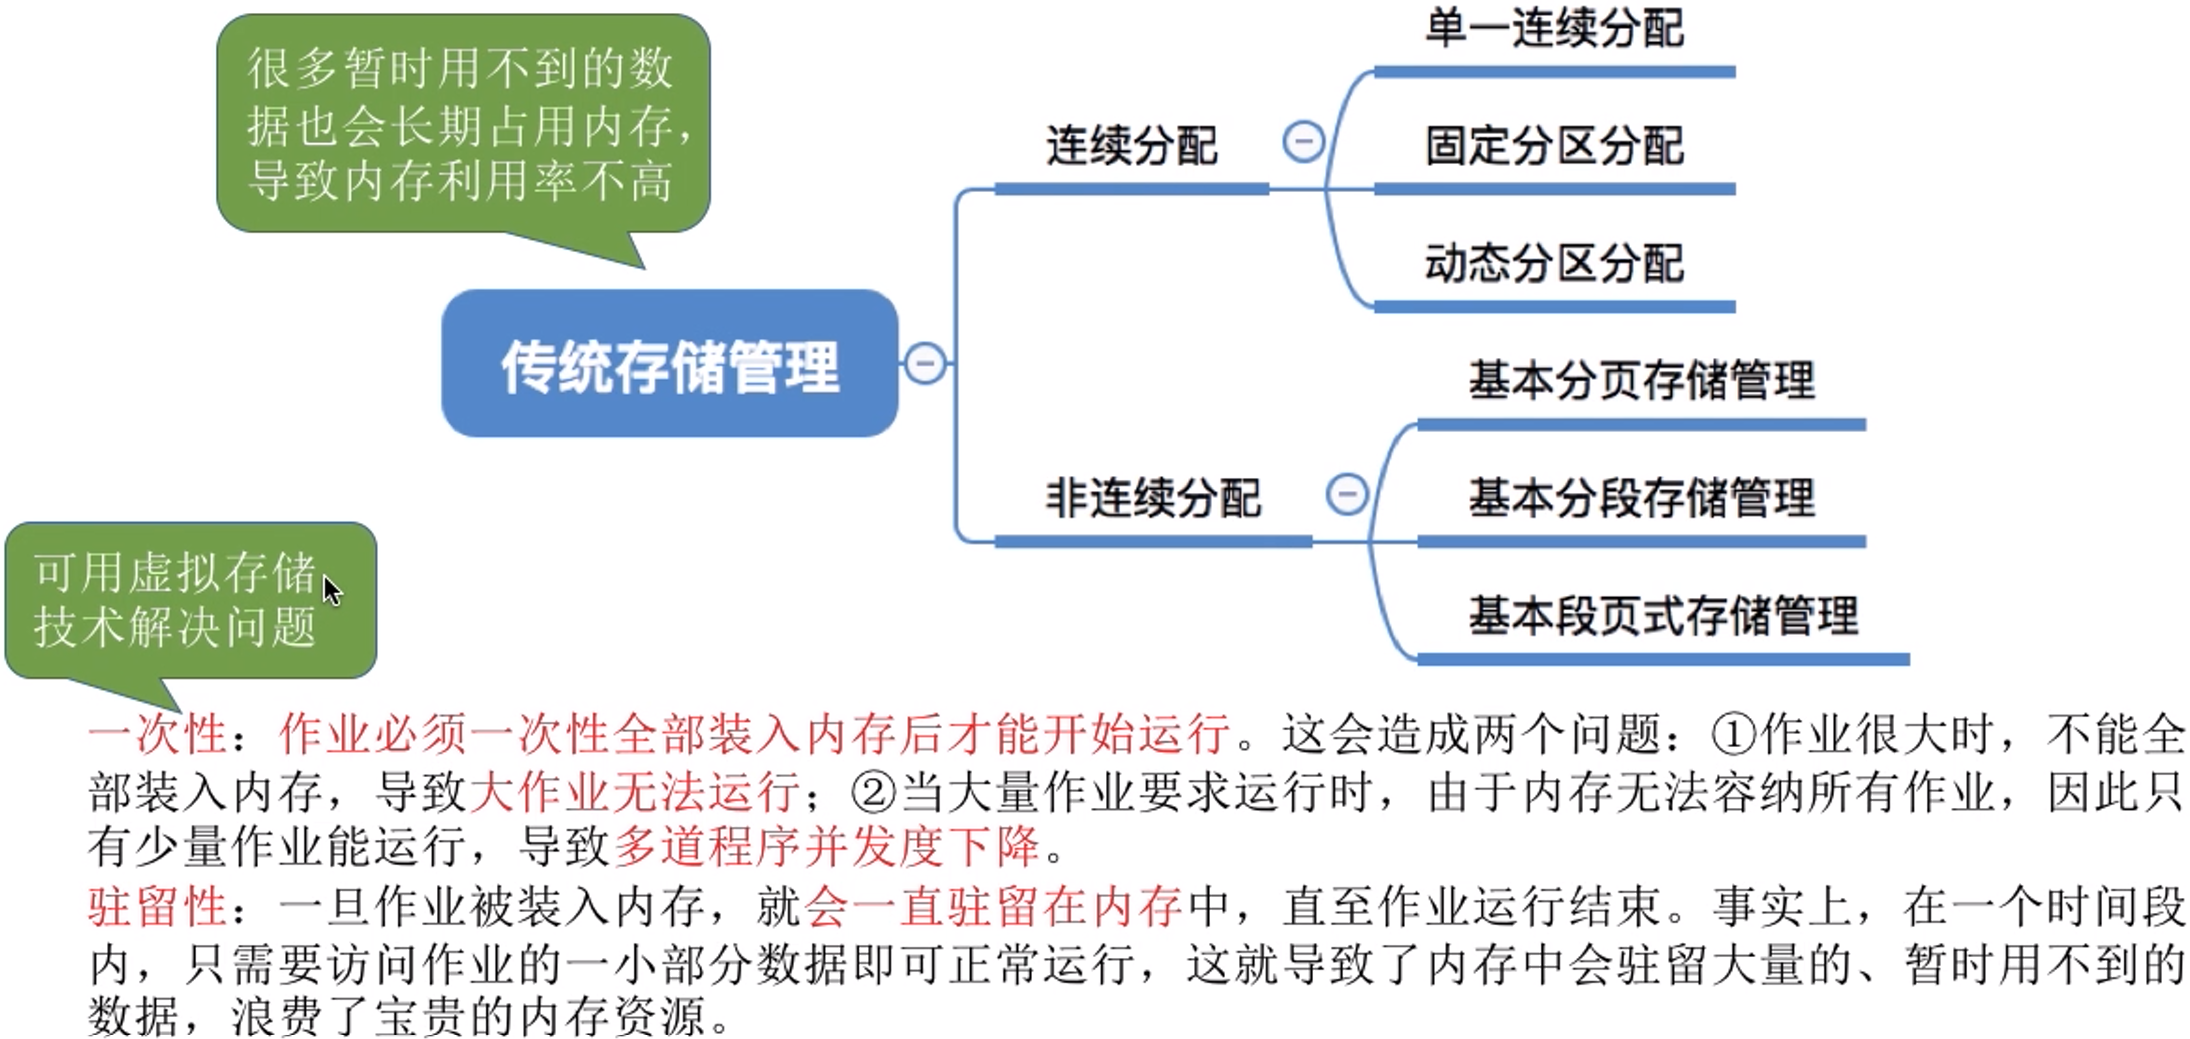 很多暂时用不到的数
据也会长期占用内存，
导致内存利用率不高
传统存储管理
连续分配
单一连续分配
固定分区分配
动态分区分配
非连续分配
基本分页存储管理
基本分段存储管理
基本段页式存储管理
可用虚拟存储
技术解决问题
一次性：作业必须一次性全部装入内存后才能开始运行。这会造成两个问题：①作业很大时，不能全
部装入内存，导致大作业无法运行；②当大量作业要求运行时，由于内存无法容纳所有作业，因此只
有少量作业能运行，导致多道程序并发度下降。
驻留性：一旦作业被装入内存，就会一直驻留在内存中，直至作业运行结束。事实上，在一个时间段
内，只需要访问作业的一小部分数据即可正常运行，这就导致了内存中会驻留大量的、暂时用不到的
数据，浪费了宝贵的内存资源。